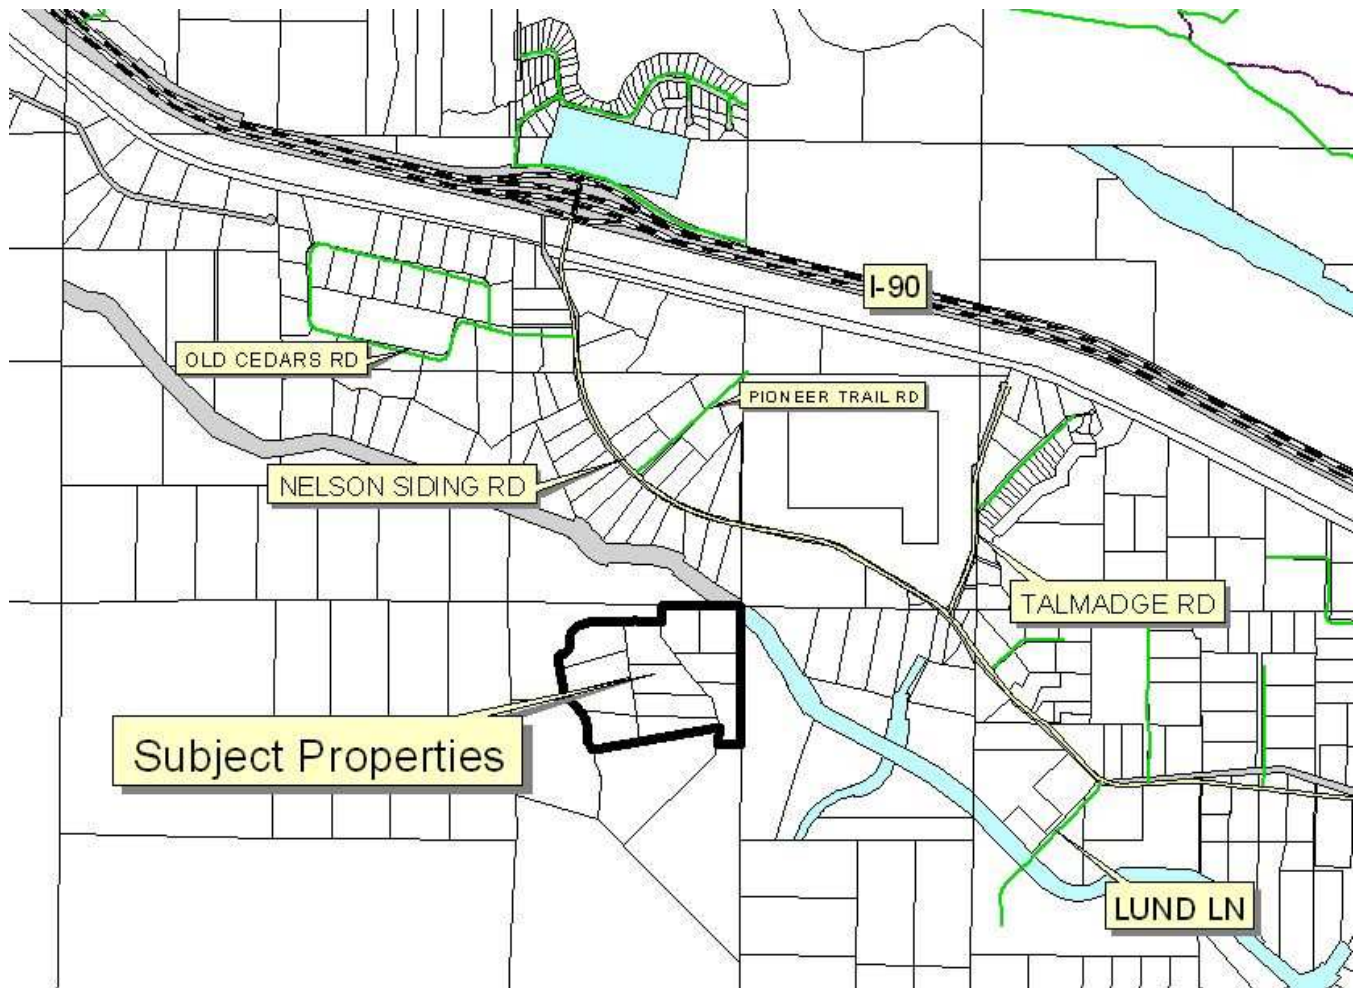 I-90
OLD CEDARS RD
PIONEER TRAIL RD
NELSON SIDING RD
TALMADGE RD
Subject Properties
LUND LN